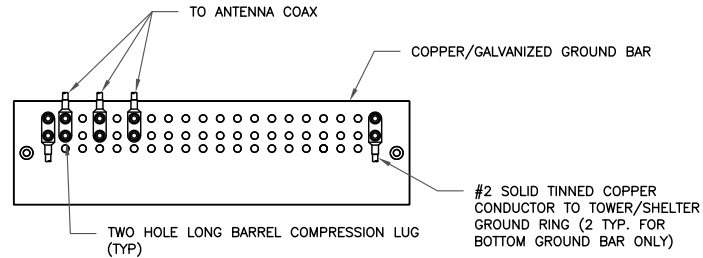 TO ANTENNA COAX
COPPER/GALVANIZED GROUND BAR
#2 SOLID TINNED COPPER
CONDUCTOR TO TOWER/SHELTER
GROUND RING (2 TYP. FOR
BOTTOM GROUND BAR ONLY)
TWO HOLE LONG BARREL COMPRESSION LUG
(TYP)